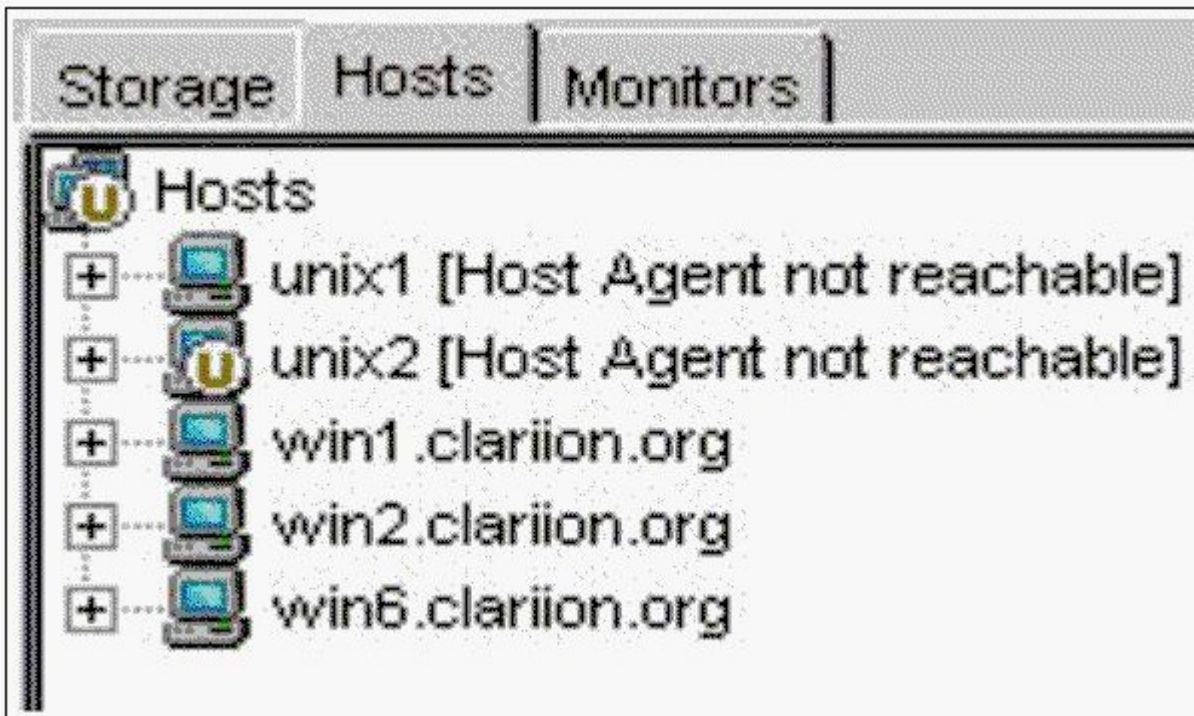 Storage Hosts Monitors
U Hosts
unix1 [Host Agent not reachable]
U unix2 [Host Agent not reachable]
win1.clariion.org
win2.clariion.org
win6.clariion.org